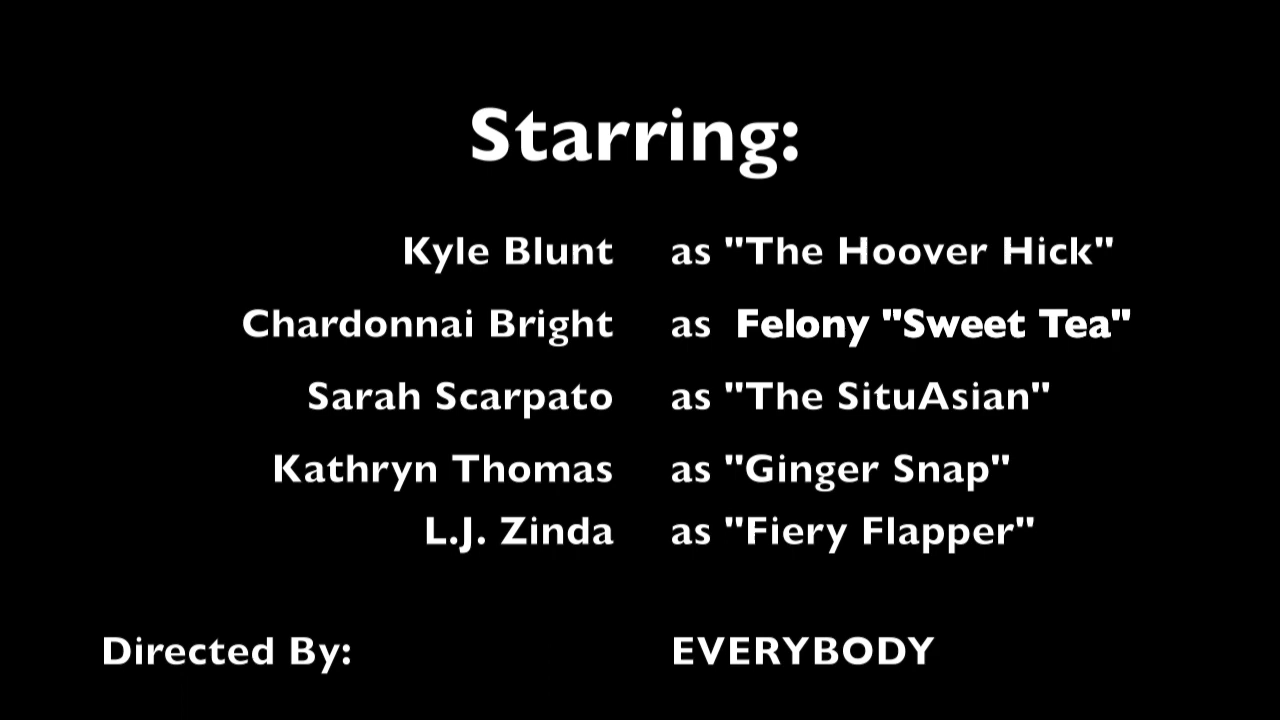 Starring:
Kyle Blunt as "The Hoover Hick"
Chardonnai Bright as Felony "Sweet Tea"
Sarah Scarpato as "The SituAsian"
Kathryn Thomas as "Ginger Snap"
L.J. Zinda as "Fiery Flapper"
Directed By: EVERYBODY